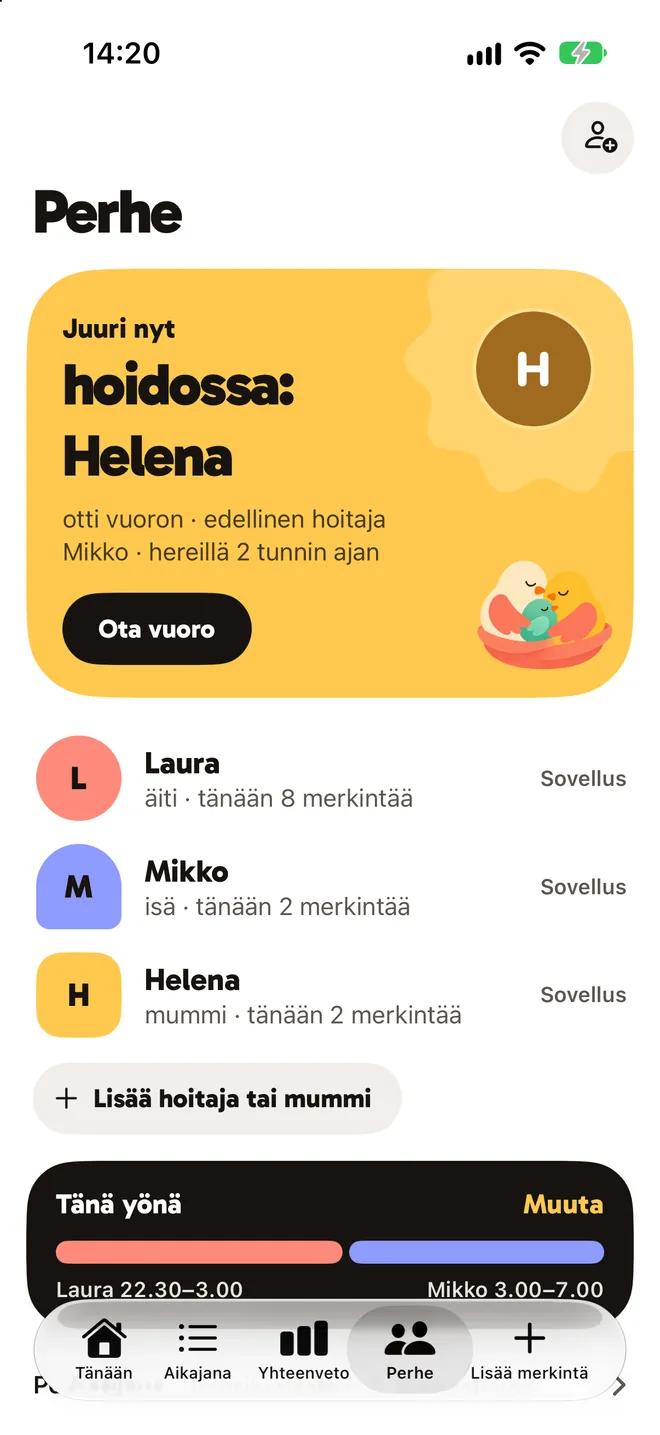 14:20
Perhe
Juuri nyt
hoidossa:
Helena
H
otti vuoron · edellinen hoitaja
Mikko · hereillä 2 tunnin ajan
Ota vuoro
L
Laura
äiti · tänään 8 merkintää
Sovellus
M
Mikko
isä · tänään 2 merkintää
Sovellus
H
Helena
mummi · tänään 2 merkintää
Sovellus
+ Lisää hoitaja tai mummi
Tänä yönä
Muuta
Laura 22.30–3.00
Mikko 3.00–7.00
Tänään
Aikajana
Yhteenveto
Perhe
Lisää merkintä